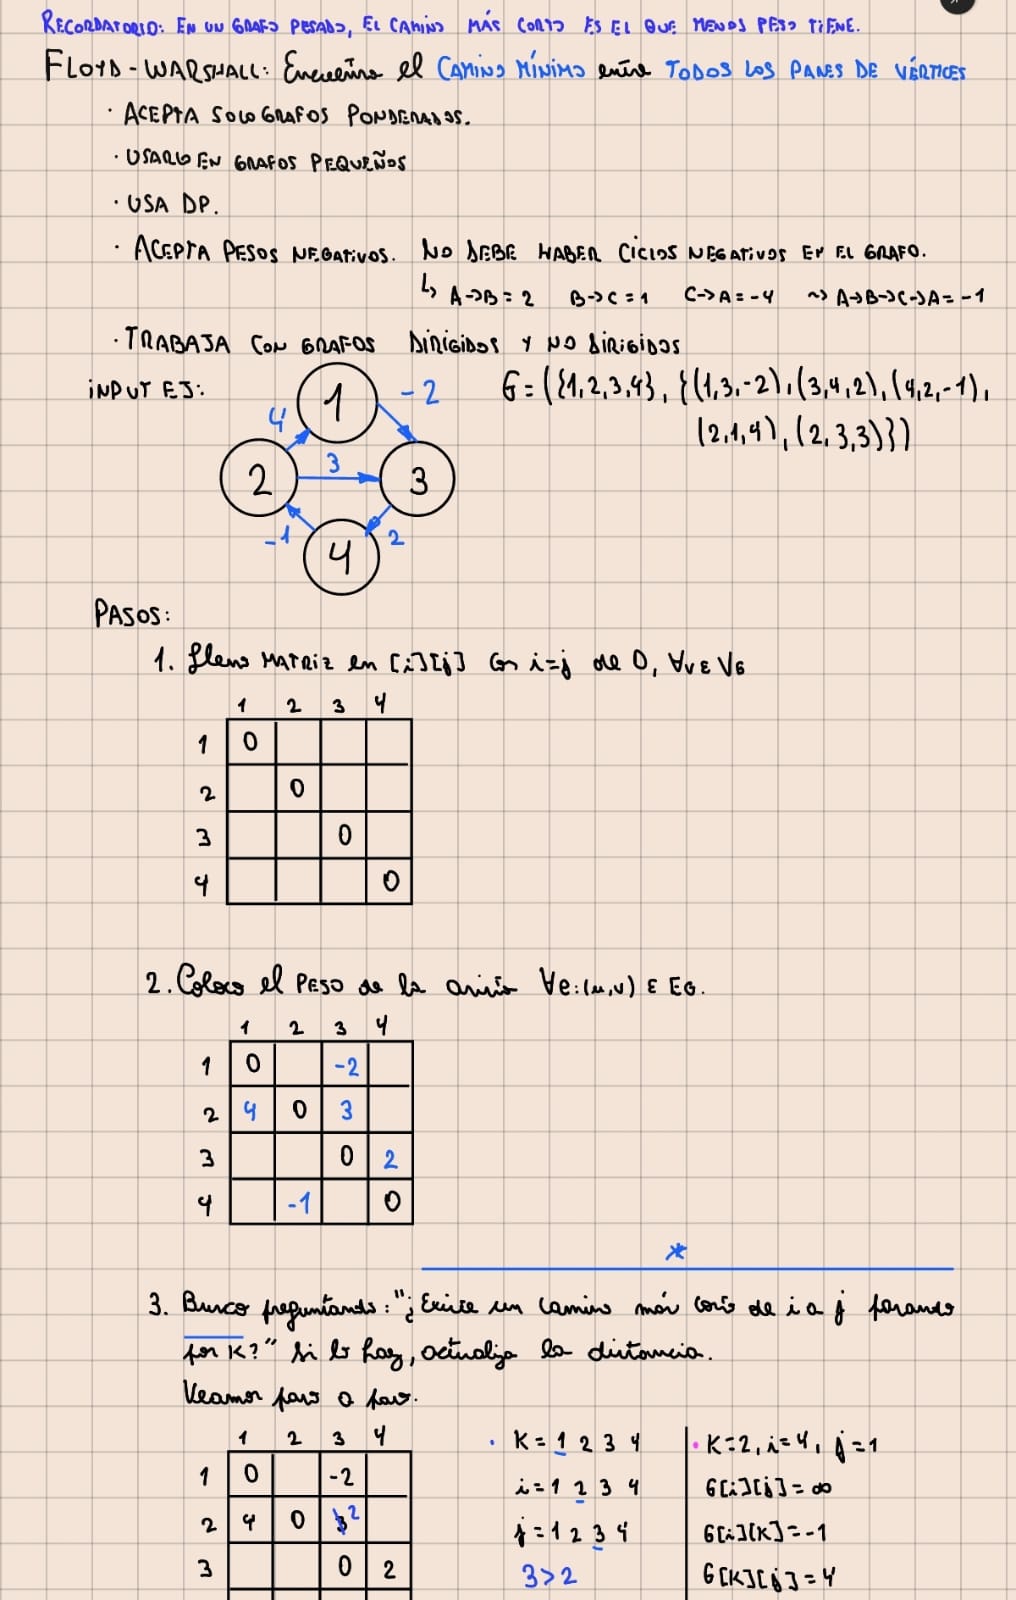 RECORDATORIO: EN UN GRAFO PESADO, EL CAMINO MÁS CORTO ES EL QUE MENOS PESO TIENE.
FLOYD-WARSHALL: Encuentra el CAMINO MÍNIMO entre TODOS LOS PARES DE VÉRTICES
· ACEPTA SOLO GRAFOS PONDERADOS.
· USARLO EN GRAFOS PEQUEÑOS
· USA DP.
· ACEPTA PESOS NEGATIVOS. NO DEBE HABER CICLOS NEGATIVOS EN EL GRAFO.
↳ A->B = 2 B->C = 1 C->A = -4 ~> A->B->C->A = -1
· TRABAJA CON GRAFOS DIRIGIDOS Y NO DIRIGIDOS
INPUT EJ: G = ({1,2,3,4}, {(1,3,-2),(3,4,2),(4,2,-1),
(2,1,4),(2,3,3)})
4 1 -2
2 3 3
-1 4 2
PASOS:
1. Lleno MATRIZ en [i][j] con i=j de 0, ∀v ε VG
1 2 3 4
1 0
2 0
3 0
4 0
2. Coloco el PESO de la arista ∀e:(u,v) ε EG.
1 2 3 4
1 0 -2
2 4 0 3
3 0 2
4 -1 0
*
3. Busco preguntando: "¿Existe un camino más corto de i a j pasando
por K?" Si lo hay, actualizo la distancia.
Veamos paso a paso.
1 2 3 4
1 0 -2
2 4 0 3 2
3 0 2
· K = 1 2 3 4
i = 1 2 3 4
j = 1 2 3 4
3>2
· K=2, i=4, j=1
G[i][j] = ∞
G[i][K] = -1
G[K][j] = 4